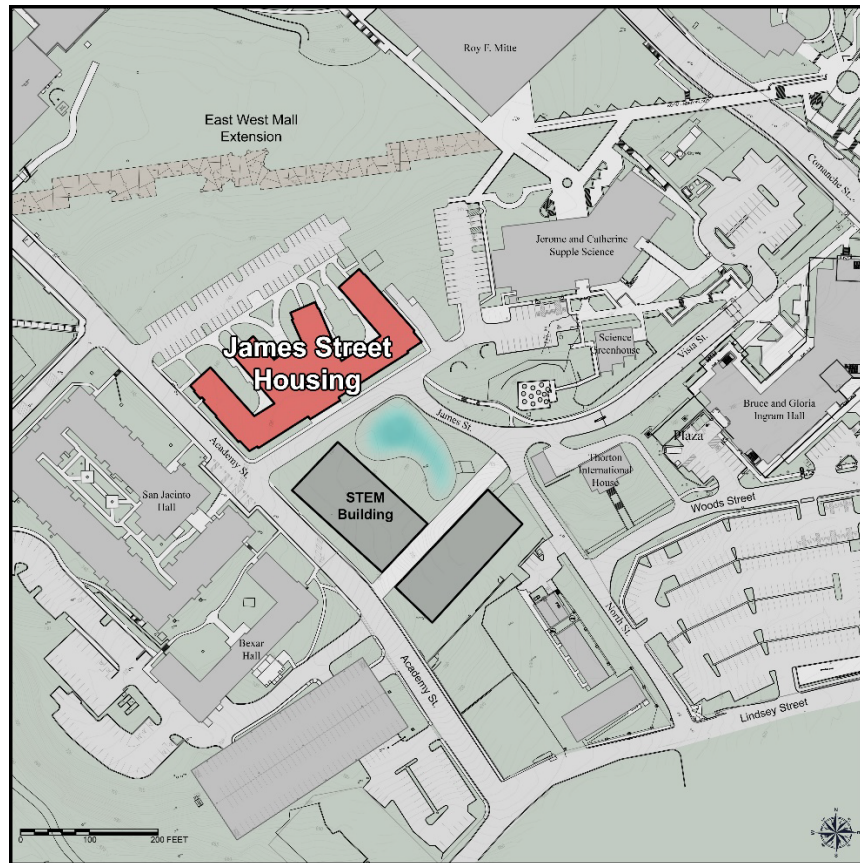 Roy F. Mitte
East West Mall
Extension
Comanche St.
Jerome and Catherine
Supple Science
James Street
Housing
Science
Greenhouse
Vista St.
Bruce and Gloria
Ingram Hall
James St.
Plaza
Academy St.
Thorton
International
House
San Jacinto
Hall
STEM
Building
Woods Street
North St.
Bexar
Hall
Academy St.
Lindsey Street
0 100 200 FEET
N
S